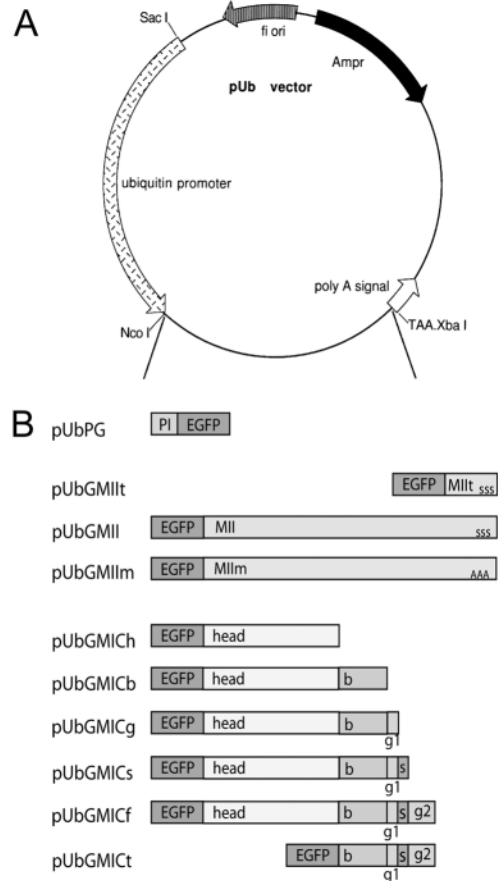 A
Sac I
fi ori
Ampr
pUb vector
ubiquitin promoter
poly A signal
Nco I
TAA.Xba I
B
pUbPG PI EGFP
pUbGMIIt EGFP MIIt sss
pUbGMII EGFP MII sss
pUbGMIIm EGFP MIIm AAA
pUbGMICh EGFP head
pUbGMICb EGFP head b
pUbGMICg EGFP head b
g1
pUbGMICs EGFP head b s
g1
pUbGMICf EGFP head b s g2
g1
pUbGMICt EGFP b s g2
g1